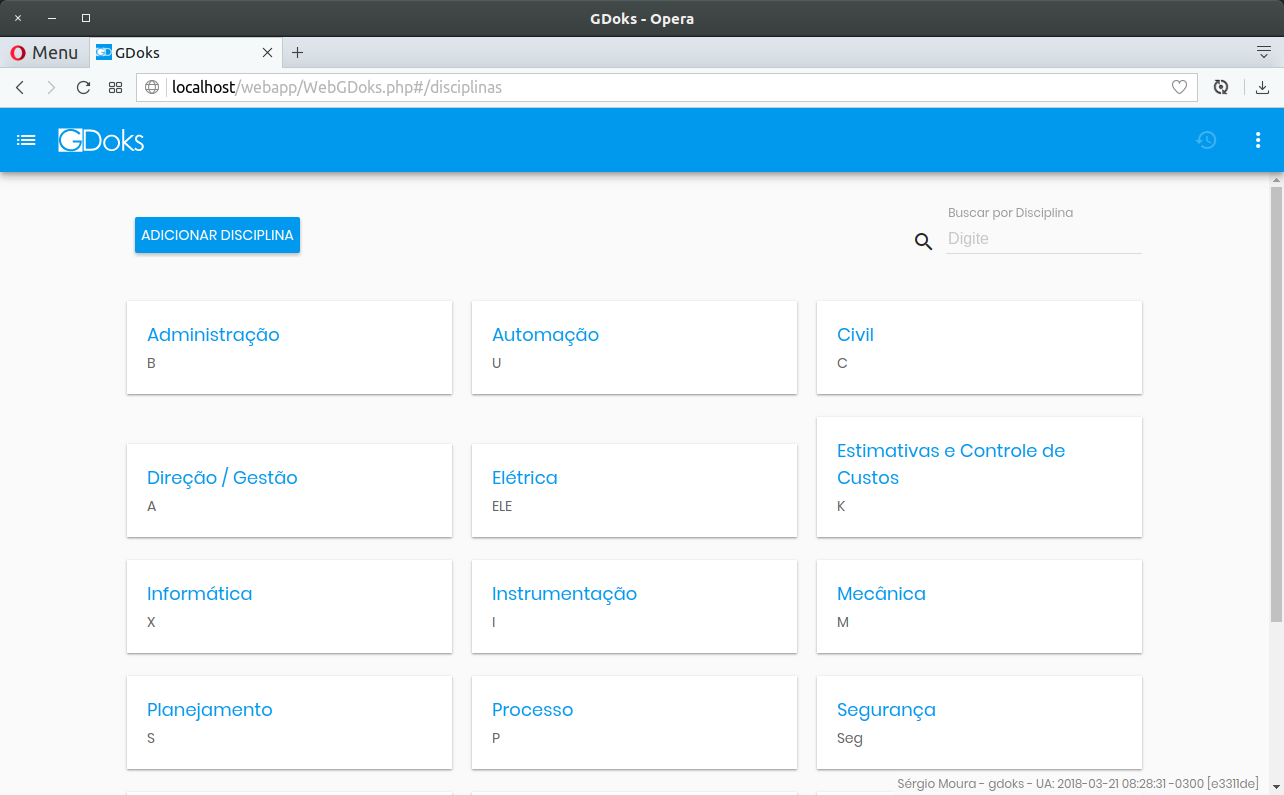 GDoks - Opera
Menu
GDoks
localhost/webapp/WebGDoks.php#/disciplinas
GDoks
ADICIONAR DISCIPLINA
Buscar por Disciplina
Digite
Administração
B
Automação
U
Civil
C
Direção / Gestão
A
Elétrica
ELE
Estimativas e Controle de
Custos
K
Informática
X
Instrumentação
I
Mecânica
M
Planejamento
S
Processo
P
Segurança
Seg
Sérgio Moura - gdoks - UA: 2018-03-21 08:28:31 -0300 [e3311de]